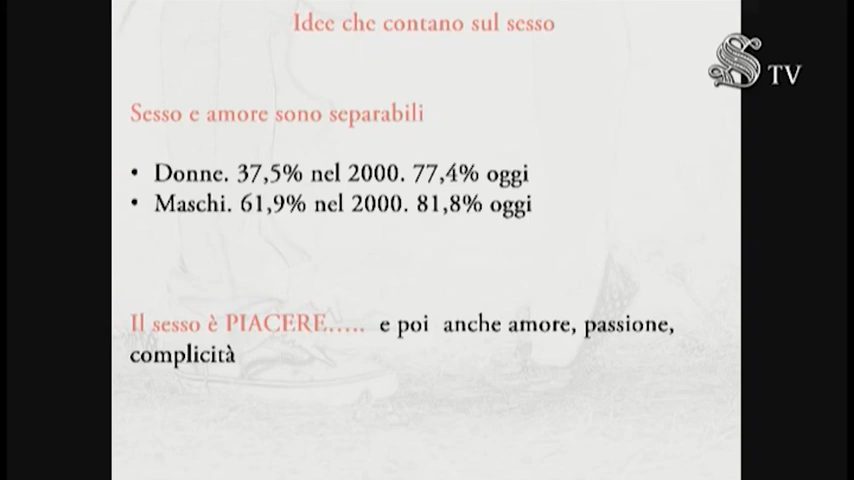 Idee che contano sul sesso
S TV
Sesso e amore sono separabili
• Donne. 37,5% nel 2000. 77,4% oggi
• Maschi. 61,9% nel 2000. 81,8% oggi
Il sesso è PIACERE..... e poi anche amore, passione,
complicità